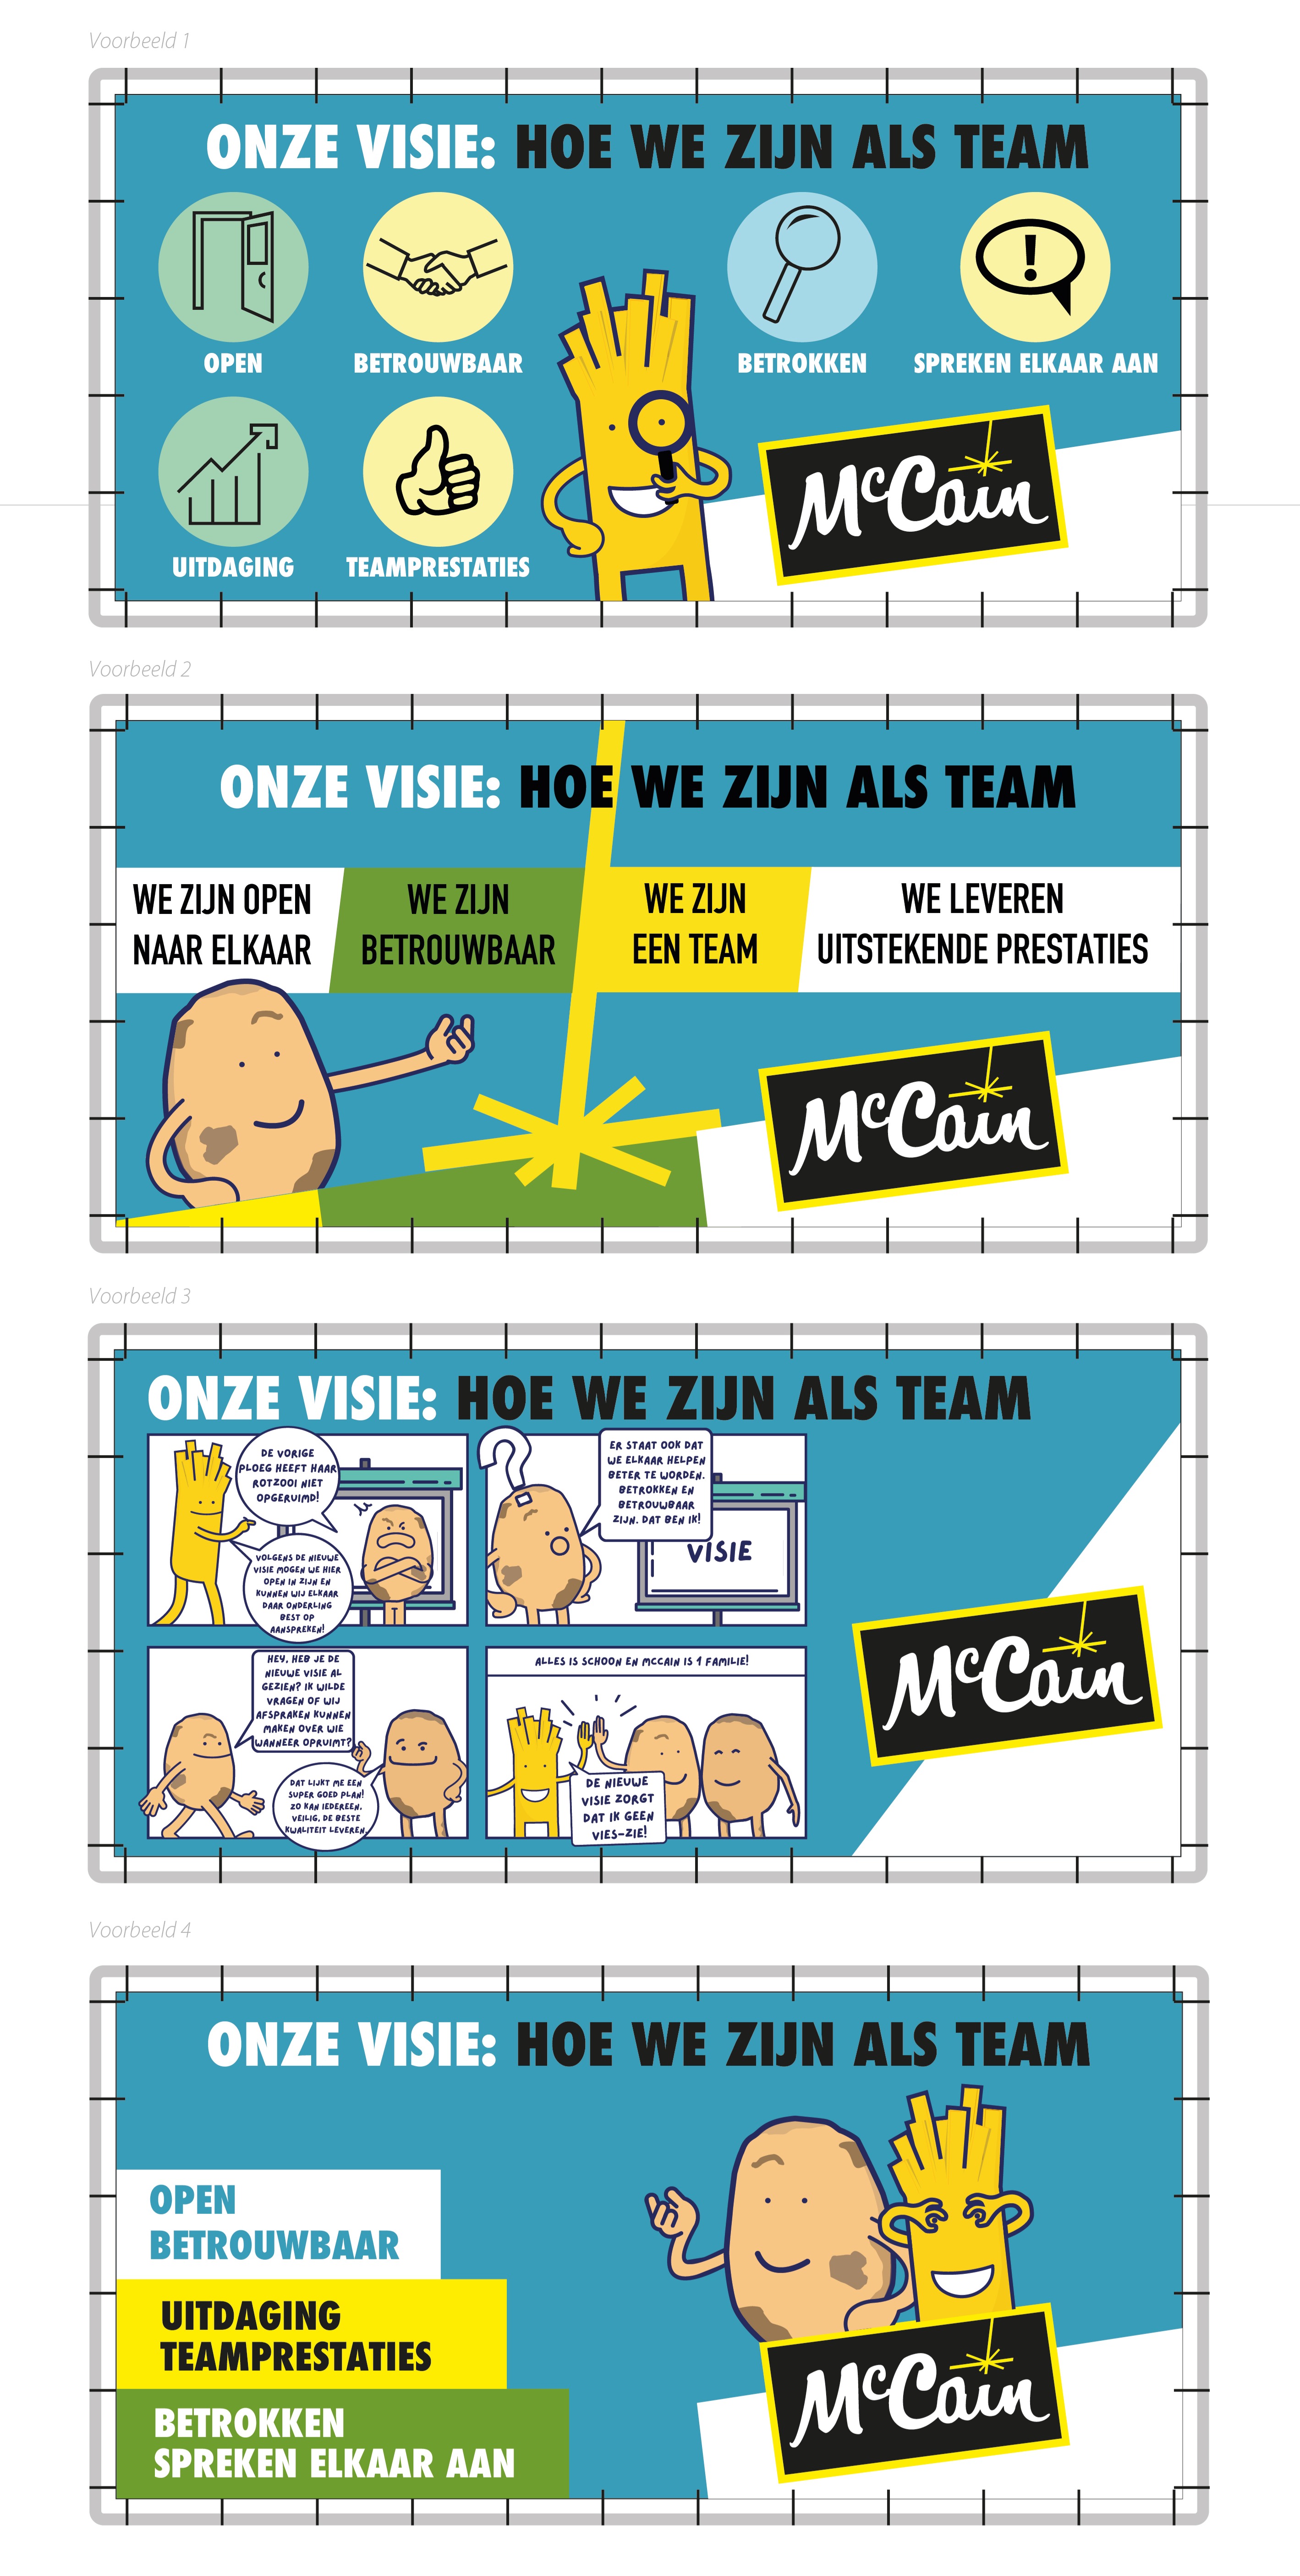 Voorbeeld 1
ONZE VISIE: HOE WE ZIJN ALS TEAM
OPEN
BETROUWBAAR
BETROKKEN
SPREKEN ELKAAR AAN
UITDAGING
TEAMPRESTATIES
McCain
Voorbeeld 2
ONZE VISIE: HOE WE ZIJN ALS TEAM
WE ZIJN OPEN
NAAR ELKAAR
WE ZIJN
BETROUWBAAR
WE ZIJN
EEN TEAM
WE LEVEREN
UITSTEKENDE PRESTATIES
McCain
Voorbeeld 3
ONZE VISIE: HOE WE ZIJN ALS TEAM
DE VORIGE
PLOEG HEEFT HAAR
ROTZOOI NIET
OPGERUIMD!
VOLGENS DE NIEUWE
VISIE MOGEN WE HIER
OPEN IN ZIJN EN
KUNNEN WIJ ELKAAR
DAAR ONDERLING
BEST OP
AANSPREKEN!
?
ER STAAT OOK DAT
WE ELKAAR HELPEN
BETER TE WORDEN.
BETROKKEN EN
BETROUWBAAR
ZIJN. DAT BEN IK!
VISIE
HEY, HEB JE DE
NIEUWE VISIE AL
GEZIEN? IK WILDE
VRAGEN OF WIJ
AFSPRAKEN KUNNEN
MAKEN OVER WIE
WANNEER OPRUIMT?
DAT LIJKT ME EEN
SUPER GOED PLAN!
ZO KAN IEDEREEN,
VEILIG, DE BESTE
KWALITEIT LEVEREN.
ALLES IS SCHOON EN MCCAIN IS 1 FAMILIE!
DE NIEUWE
VISIE ZORGT
DAT IK GEEN
VIES-ZIE!
McCain
Voorbeeld 4
ONZE VISIE: HOE WE ZIJN ALS TEAM
OPEN
BETROUWBAAR
UITDAGING
TEAMPRESTATIES
BETROKKEN
SPREKEN ELKAAR AAN
McCain